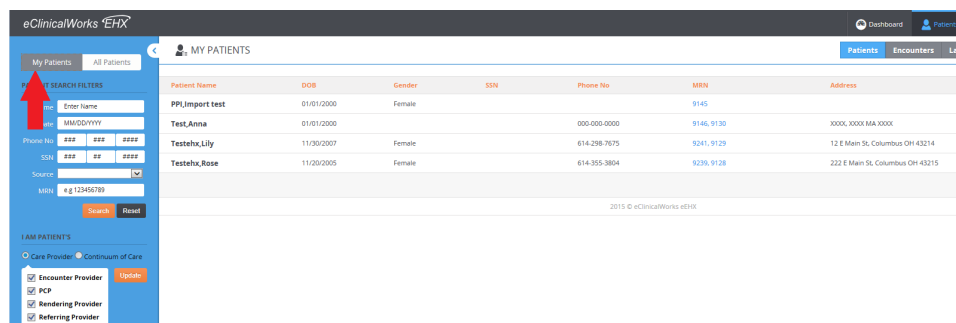 eClinicalWorks EHX
Dashboard
Patient
My Patients
All Patients
MY PATIENTS
Patients Encounters La
PATIENT SEARCH FILTERS
Enter Name
MM/DD/YYYY
Phone No ### ### ####
SSN ### ## ####
Source
MRN e.g 123456789
Search Reset
I AM PATIENT'S
Care Provider Continuum of Care
Encounter Provider
Update
PCP
Rendering Provider
Referring Provider
Patient Name DOB Gender SSN Phone No MRN Address
PPI,Import test 01/01/2000 Female 9145
Test,Anna 01/01/2000 000-000-0000 9146, 9130 XXXX, XXXX MA XXXX
Testehx,Lily 11/30/2007 Female 614-298-7675 9241, 9129 12 E Main St, Columbus OH 43214
Testehx,Rose 11/20/2005 Female 614-355-3804 9239, 9128 222 E Main St, Columbus OH 43215
2015 © eClinicalWorks eEHX